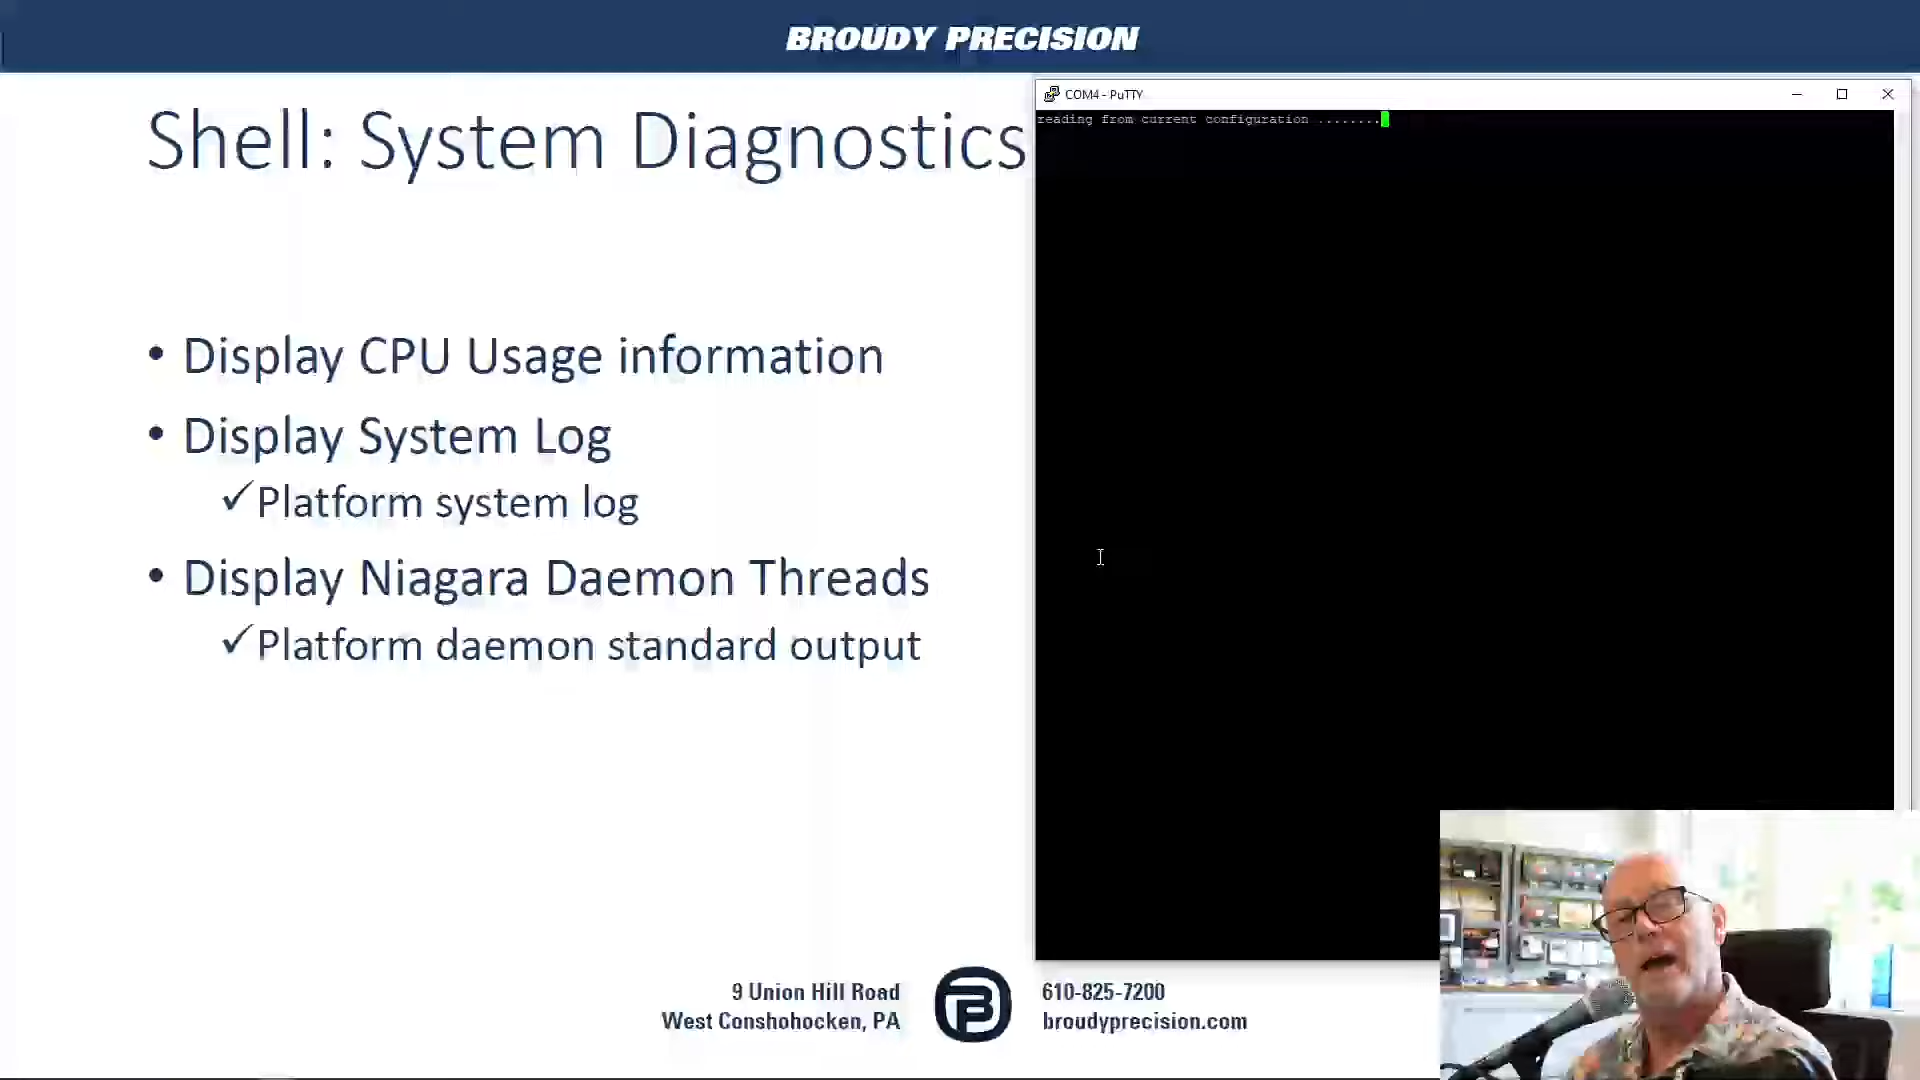 BROUDY PRECISION
Shell: System Diagnostics
COM4 - PuTTY
reading from current configuration ........
• Display CPU Usage information
• Display System Log
✓Platform system log
• Display Niagara Daemon Threads
✓Platform daemon standard output
9 Union Hill Road
West Conshohocken, PA
610-825-7200
broudyprecision.com